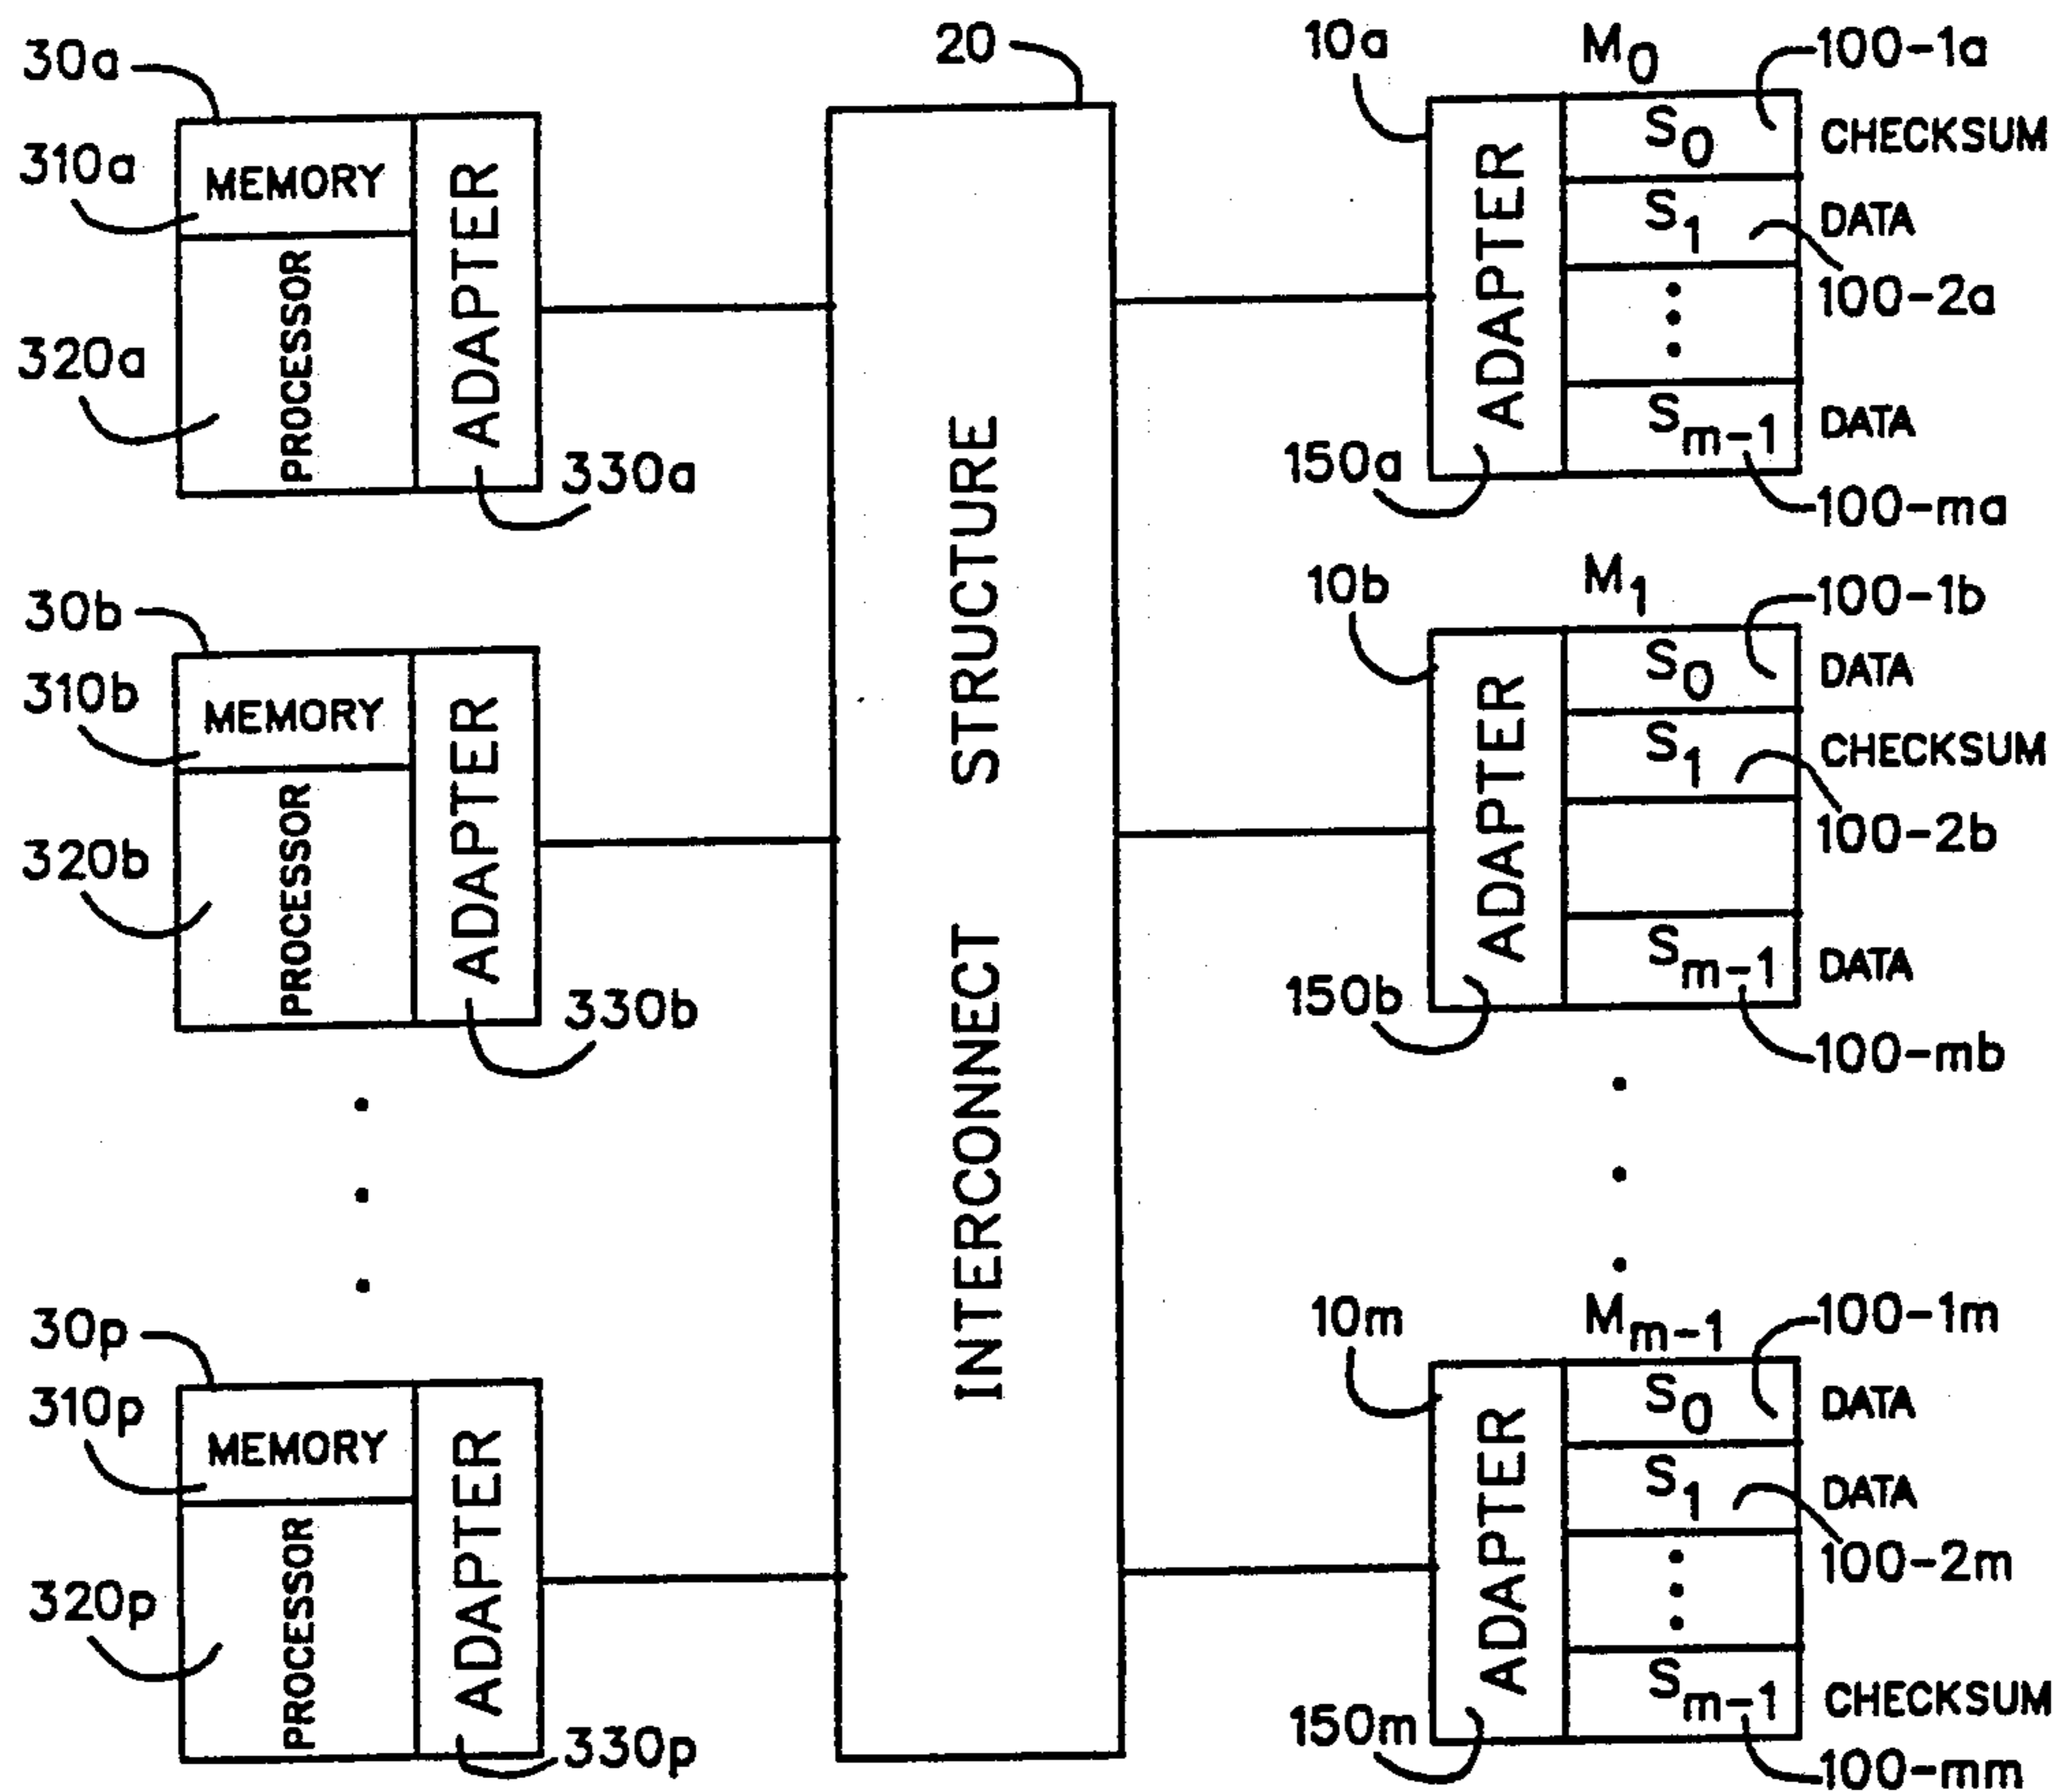 30a
310a
MEMORY
PROCESSOR
ADAPTER
320a
330a
30b
310b
MEMORY
PROCESSOR
ADAPTER
320b
330b
30p
310p
MEMORY
PROCESSOR
ADAPTER
320p
330p
20
INTERCONNECT STRUCTURE
10a
M0
100-1a
ADAPTER
S0
CHECKSUM
S1
DATA
100-2a
Sm-1
DATA
150a
100-ma
10b
M1
100-1b
ADAPTER
S0
DATA
S1
CHECKSUM
100-2b
Sm-1
DATA
150b
100-mb
10m
Mm-1
100-1m
ADAPTER
S0
DATA
S1
DATA
100-2m
Sm-1
CHECKSUM
150m
100-mm